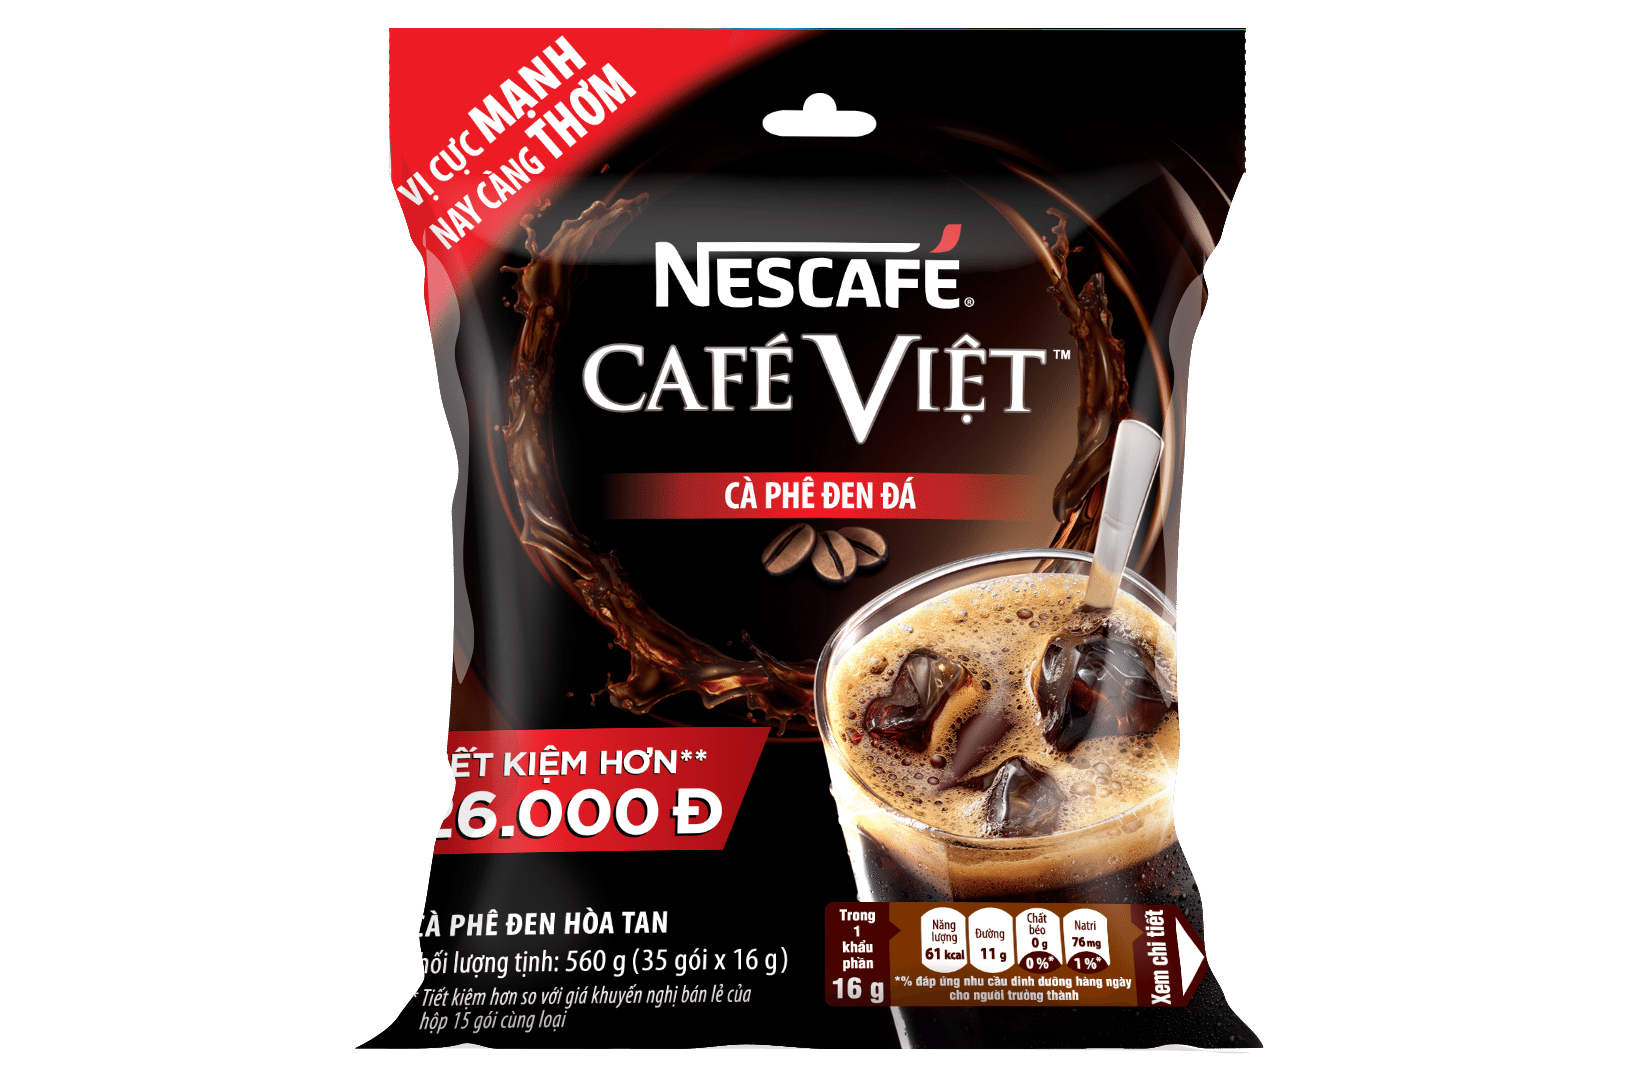 VỊ CỰC MẠNH
NAY CÀNG THƠM
NESCAFÉ®
CAFÉ VIỆT™
CÀ PHÊ ĐEN ĐÁ
ẾT KIỆM HƠN**
26.000 Đ
CÀ PHÊ ĐEN HÒA TAN
hối lượng tịnh: 560 g (35 gói x 16 g)
* Tiết kiệm hơn so với giá khuyến nghị bán lẻ của
hộp 15 gói cùng loại
Trong
1
khẩu
phần
16 g
Năng
lượng
61 kcal
Đường
11 g
Chất
béo
0 g
0 %*
Natri
76 mg
1 %*
*% đáp ứng nhu cầu dinh dưỡng hàng ngày
cho người trưởng thành
Xem chi tiết